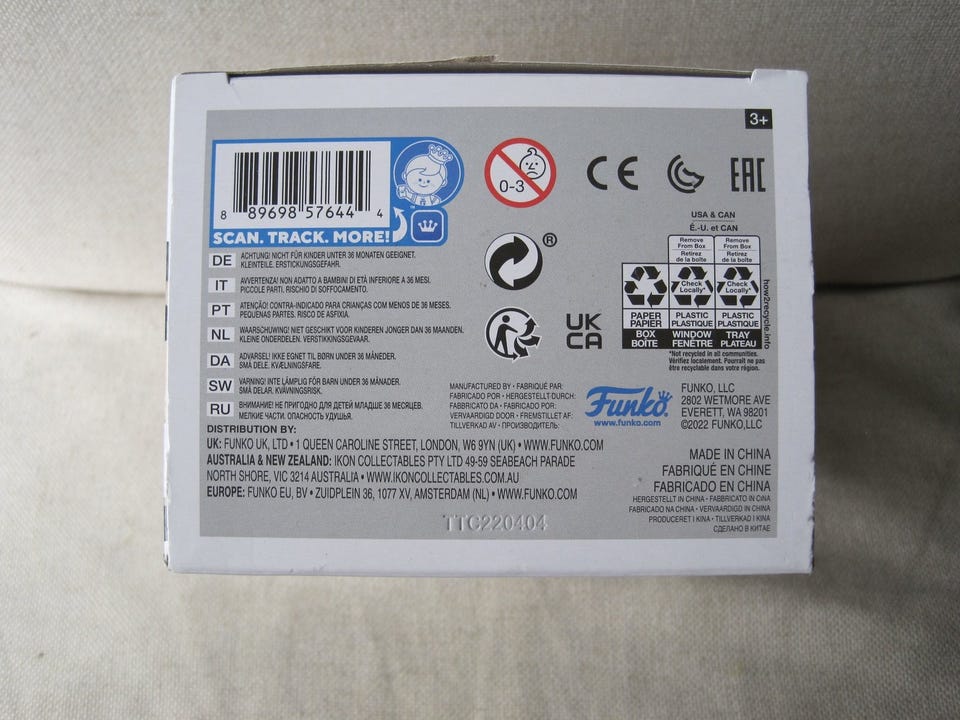 3+
8 89698 57644 4
SCAN. TRACK. MORE!
0-3
CE
EAC
®
UK
CA
USA & CAN
É.-U. et CAN
Remove From Box
Retirez de la boîte
Remove From Box
Retirez de la boîte
Check Locally*
Check Locally*
PAPER PAPIER
PLASTIC PLASTIQUE
PLASTIC PLASTIQUE
BOX BOÎTE
WINDOW FENÊTRE
TRAY PLATEAU
how2recycle.info
*Not recycled in all communities.
Vérifiez localement. Pourrait ne pas
être recyclable dans votre région.
DE ACHTUNG! NICHT FÜR KINDER UNTER 36 MONATEN GEEIGNET.
KLEINTEILE. ERSTICKUNGSGEFAHR.
IT AVVERTENZA! NON ADATTO A BAMBINI DI ETÀ INFERIORE A 36 MESI.
PICCOLE PARTI. RISCHIO DI SOFFOCAMENTO.
PT ATENÇÃO! CONTRA-INDICADO PARA CRIANÇAS COM MENOS DE 36 MESES.
PEQUENAS PARTES. RISCO DE ASFIXIA.
NL WAARSCHUWING! NIET GESCHIKT VOOR KINDEREN JONGER DAN 36 MAANDEN.
KLEINE ONDERDELEN. VERSTIKKINGSGEVAAR.
DA ADVARSEL! IKKE EGNET TIL BØRN UNDER 36 MÅNEDER.
SMÅ DELE. KVÆLNINGSFARE.
SW VARNING! INTE LÄMPLIG FÖR BARN UNDER 36 MÅNADER.
SMÅ DELAR. KVÄVNINGSRISK.
RU ВНИМАНИЕ! НЕ ПРИГОДНО ДЛЯ ДЕТЕЙ МЛАДШЕ 36 МЕСЯЦЕВ.
МЕЛКИЕ ЧАСТИ. ОПАСНОСТЬ УДУШЬЯ.
MANUFACTURED BY • FABRIQUÉ PAR:
FABRICADO POR • HERGESTELLT DURCH:
FABBRICATO DA • FABRICADO POR:
VERVAARDIGD DOOR • FREMSTILLET AF:
TILLVERKAD AV • ПРОИЗВОДИТЕЛЬ:
Funko
www.funko.com
FUNKO, LLC
2802 WETMORE AVE
EVERETT, WA 98201
©2022 FUNKO,LLC
DISTRIBUTION BY:
UK: FUNKO UK, LTD • 1 QUEEN CAROLINE STREET, LONDON, W6 9YN (UK) • WWW.FUNKO.COM
AUSTRALIA & NEW ZEALAND: IKON COLLECTABLES PTY LTD 49-59 SEABEACH PARADE
NORTH SHORE, VIC 3214 AUSTRALIA • WWW.IKONCOLLECTABLES.COM.AU
EUROPE: FUNKO EU, BV • ZUIDPLEIN 36, 1077 XV, AMSTERDAM (NL) • WWW.FUNKO.COM
MADE IN CHINA
FABRIQUÉ EN CHINE
FABRICADO EN CHINA
HERGESTELLT IN CHINA • FABBRICATO IN CINA
FABRICADO NA CHINA • VERVAARDIGD IN CHINA
PRODUCERET I KINA • TILLVERKAD I KINA
СДЕЛАНО В КИТАЕ
TTC220404